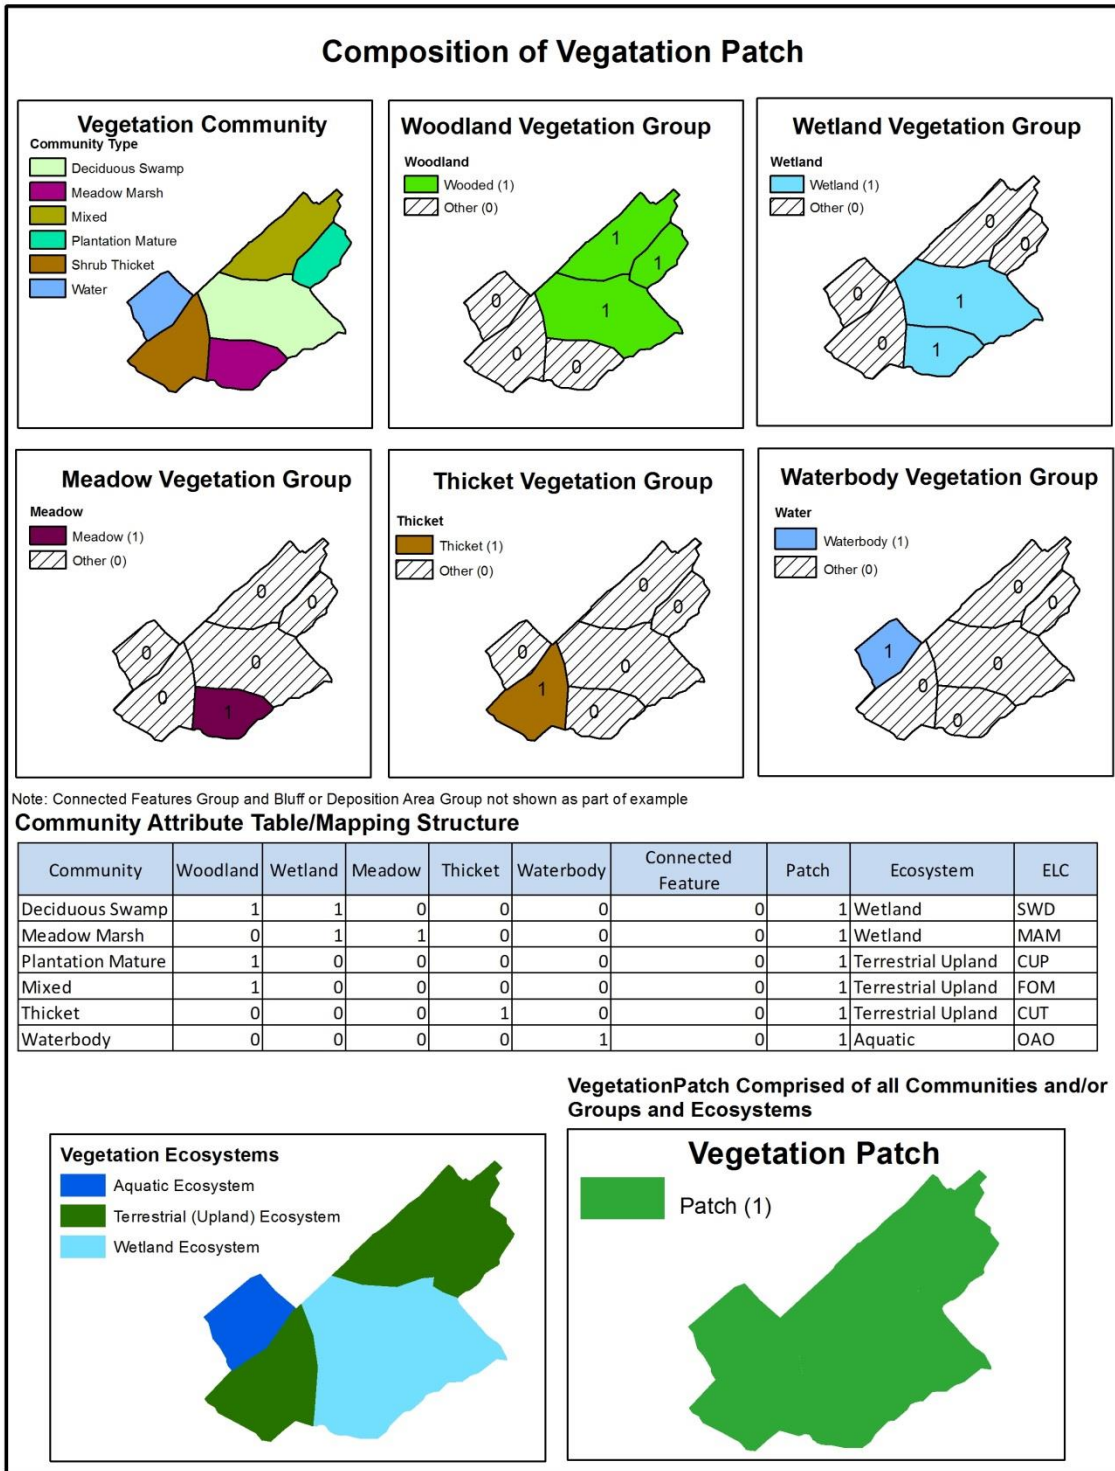 Composition of Vegatation Patch
Vegetation Community
Community Type
Deciduous Swamp
Meadow Marsh
Mixed
Plantation Mature
Shrub Thicket
Water
Woodland Vegetation Group
Woodland
Wooded (1)
Other (0)
1
1
1
0
0
0
Wetland Vegetation Group
Wetland
Wetland (1)
Other (0)
0
0
0
1
0
1
Meadow Vegetation Group
Meadow
Meadow (1)
Other (0)
0
0
0
0
0
1
Thicket Vegetation Group
Thicket
Thicket (1)
Other (0)
0
0
0
0
1
0
Waterbody Vegetation Group
Water
Waterbody (1)
Other (0)
0
0
1
0
0
0
Note: Connected Features Group and Bluff or Deposition Area Group not shown as part of example
Community Attribute Table/Mapping Structure
Community Woodland Wetland Meadow Thicket Waterbody Connected Feature Patch Ecosystem ELC
Deciduous Swamp 1 1 0 0 0 0 1 Wetland SWD
Meadow Marsh 0 1 1 0 0 0 1 Wetland MAM
Plantation Mature 1 0 0 0 0 0 1 Terrestrial Upland CUP
Mixed 1 0 0 0 0 0 1 Terrestrial Upland FOM
Thicket 0 0 0 1 0 0 1 Terrestrial Upland CUT
Waterbody 0 0 0 0 1 0 1 Aquatic OAO
Vegetation Ecosystems
Aquatic Ecosystem
Terrestrial (Upland) Ecosystem
Wetland Ecosystem
VegetationPatch Comprised of all Communities and/or
Groups and Ecosystems
Vegetation Patch
Patch (1)